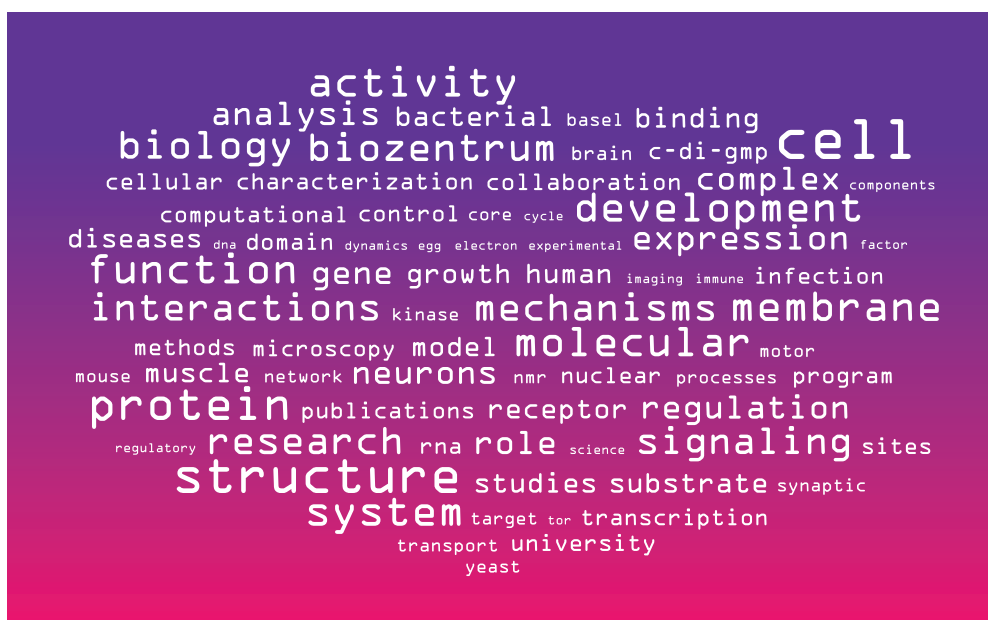 activity
analysis bacterial basel binding
biology biozentrum brain c-di-gmp cell
cellular characterization collaboration complex components
computational control core cycle development
diseases dna domain dynamics egg electron experimental expression factor
function gene growth human imaging immune infection
interactions kinase mechanisms membrane
methods microscopy model molecular motor
mouse muscle network neurons nmr nuclear processes program
protein publications receptor regulation
regulatory research rna role science signaling sites
structure studies substrate synaptic
system target tor transcription
transport university
yeast